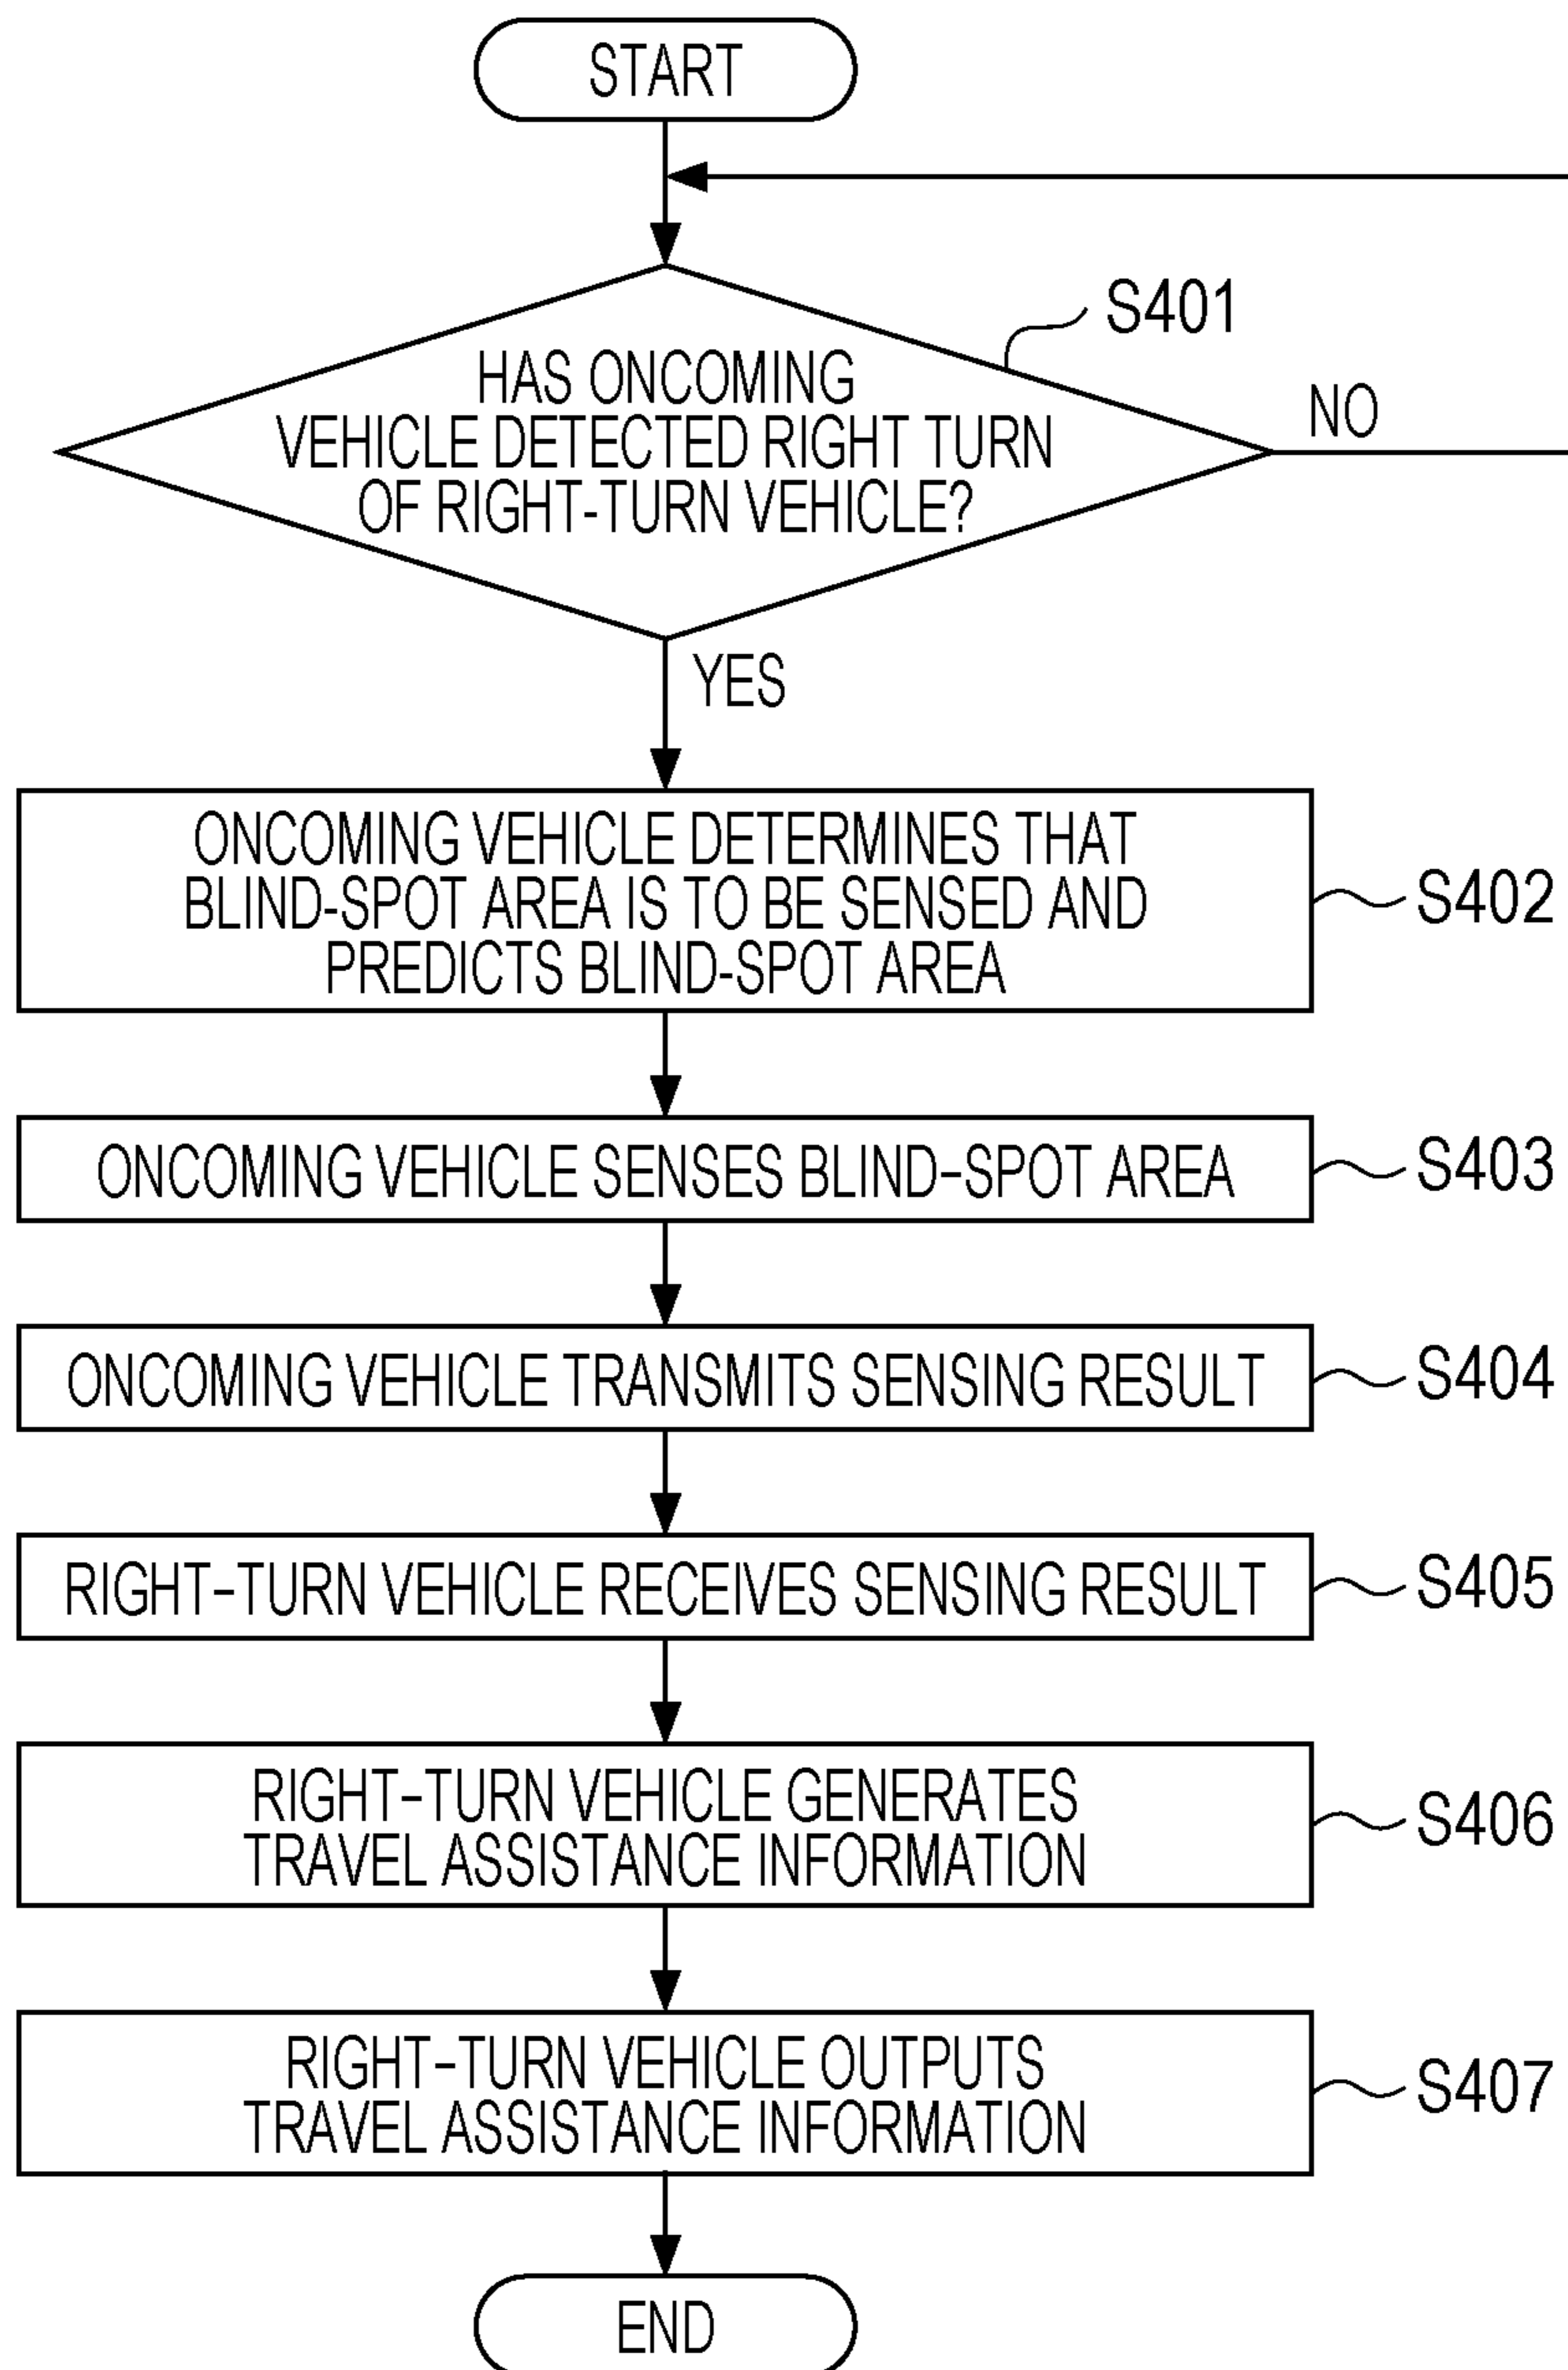 START
S401
HAS ONCOMING
VEHICLE DETECTED RIGHT TURN
OF RIGHT-TURN VEHICLE?
NO
YES
ONCOMING VEHICLE DETERMINES THAT
BLIND-SPOT AREA IS TO BE SENSED AND
PREDICTS BLIND-SPOT AREA
S402
ONCOMING VEHICLE SENSES BLIND-SPOT AREA
S403
ONCOMING VEHICLE TRANSMITS SENSING RESULT
S404
RIGHT-TURN VEHICLE RECEIVES SENSING RESULT
S405
RIGHT-TURN VEHICLE GENERATES
TRAVEL ASSISTANCE INFORMATION
S406
RIGHT-TURN VEHICLE OUTPUTS
TRAVEL ASSISTANCE INFORMATION
S407
END